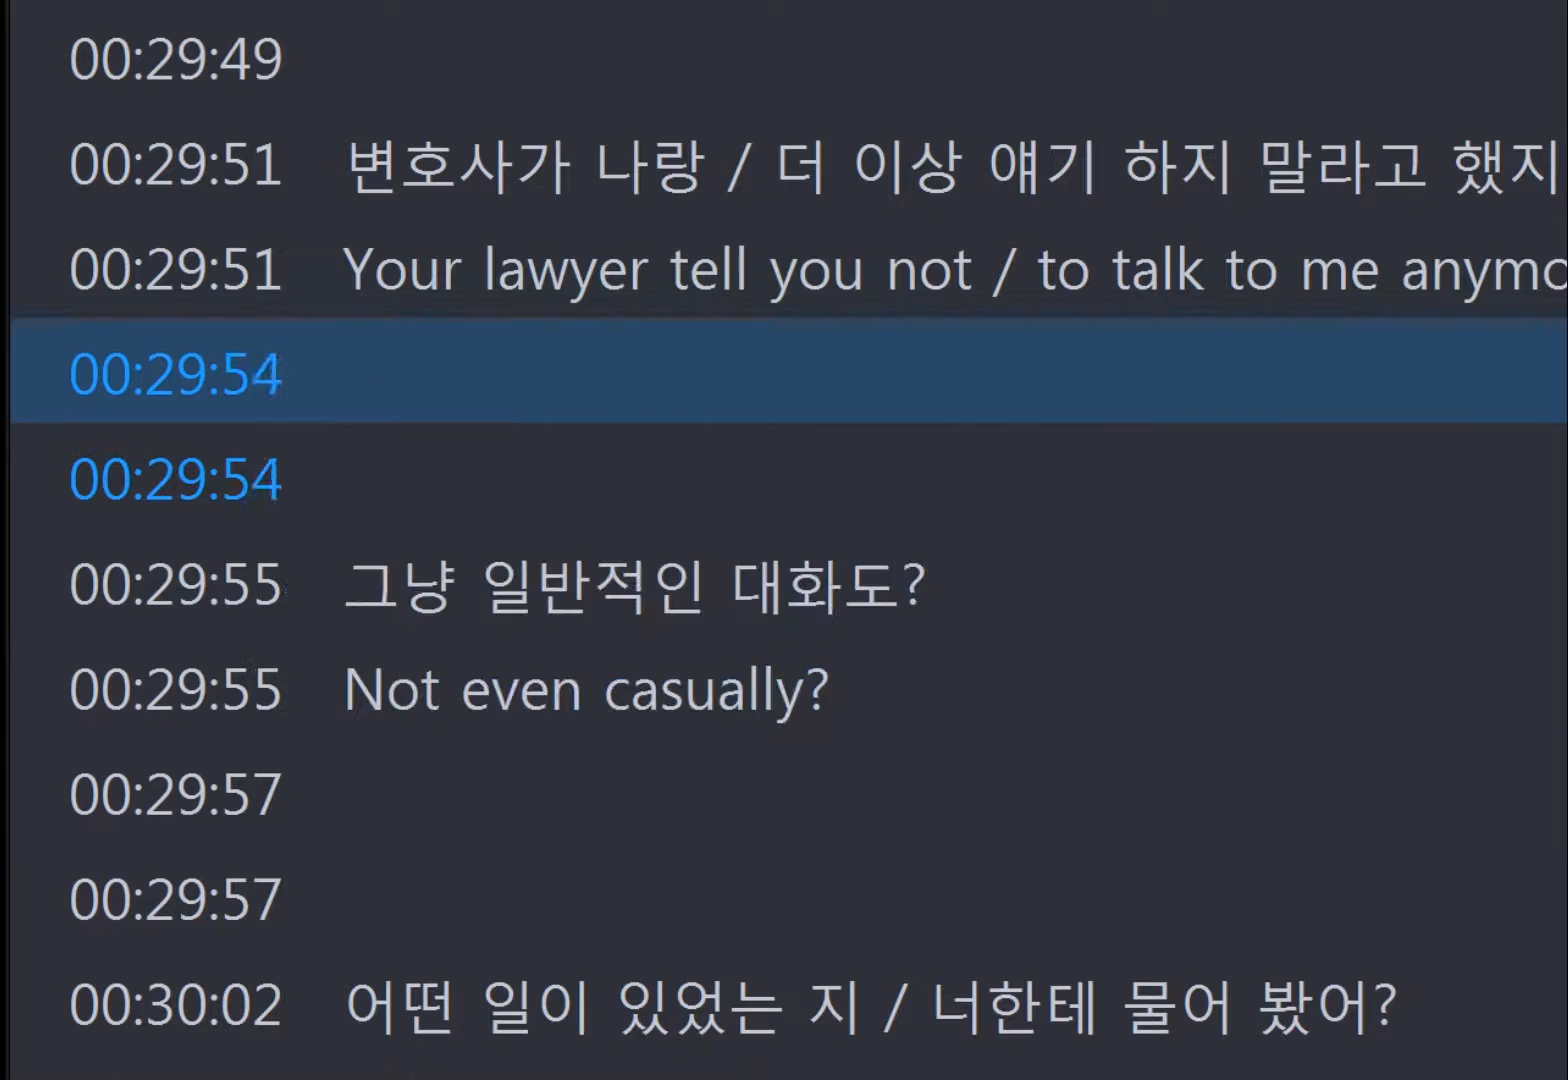 00:29:49
00:29:51 변호사가 나랑 / 더 이상 얘기 하지 말라고 했지
00:29:51 Your lawyer tell you not / to talk to me
00:29:54
00:29:54
00:29:55 그냥 일반적인 대화도?
00:29:55 Not even casually?
00:29:57
00:29:57
00:30:02 어떤 일이 있었는 지 / 너한테 물어 봤어?